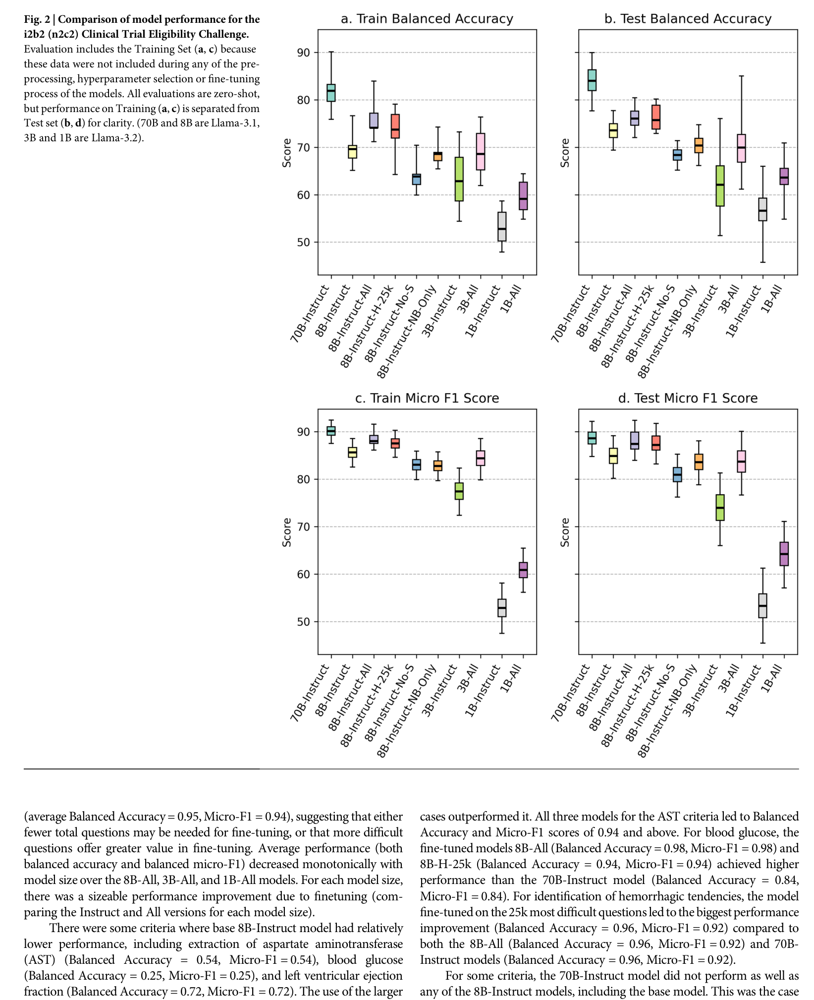 Fig. 2 | Comparison of model performance for the
i2b2 (n2c2) Clinical Trial Eligibility Challenge.
Evaluation includes the Training Set (a, c) because
these data were not included during any of the pre-
processing, hyperparameter selection or fine-tuning
process of the models. All evaluations are zero-shot,
but performance on Training (a, c) is separated from
Test set (b, d) for clarity. (70B and 8B are Llama-3.1,
3B and 1B are Llama-3.2).
a. Train Balanced Accuracy
Score
90
80
70
60
50
70B-Instruct
8B-Instruct
8B-Instruct-All
8B-Instruct-H-25k
8B-Instruct-No-S
8B-Instruct-NB-Only
3B-Instruct
3B-All
1B-Instruct
1B-All
b. Test Balanced Accuracy
Score
70B-Instruct
8B-Instruct
8B-Instruct-All
8B-Instruct-H-25k
8B-Instruct-No-S
8B-Instruct-NB-Only
3B-Instruct
3B-All
1B-Instruct
1B-All
c. Train Micro F1 Score
Score
90
80
70
60
50
70B-Instruct
8B-Instruct
8B-Instruct-All
8B-Instruct-H-25k
8B-Instruct-No-S
8B-Instruct-NB-Only
3B-Instruct
3B-All
1B-Instruct
1B-All
d. Test Micro F1 Score
Score
70B-Instruct
8B-Instruct
8B-Instruct-All
8B-Instruct-H-25k
8B-Instruct-No-S
8B-Instruct-NB-Only
3B-Instruct
3B-All
1B-Instruct
1B-All
(average Balanced Accuracy = 0.95, Micro-F1 = 0.94), suggesting that either
fewer total questions may be needed for fine-tuning, or that more difficult
questions offer greater value in fine-tuning. Average performance (both
balanced accuracy and balanced micro-F1) decreased monotonically with
model size over the 8B-All, 3B-All, and 1B-All models. For each model size,
there was a sizeable performance improvement due to finetuning (com-
paring the Instruct and All versions for each model size).
There were some criteria where base 8B-Instruct model had relatively
lower performance, including extraction of aspartate aminotransferase
(AST) (Balanced Accuracy = 0.54, Micro-F1 = 0.54), blood glucose
(Balanced Accuracy = 0.25, Micro-F1 = 0.25), and left ventricular ejection
fraction (Balanced Accuracy = 0.72, Micro-F1 = 0.72). The use of the larger
cases outperformed it. All three models for the AST criteria led to Balanced
Accuracy and Micro-F1 scores of 0.94 and above. For blood glucose, the
fine-tuned models 8B-All (Balanced Accuracy = 0.98, Micro-F1 = 0.98) and
8B-H-25k (Balanced Accuracy = 0.94, Micro-F1 = 0.94) achieved higher
performance than the 70B-Instruct model (Balanced Accuracy = 0.84,
Micro-F1 = 0.84). For identification of hemorrhagic tendencies, the model
fine-tuned on the 25k most difficult questions led to the biggest performance
improvement (Balanced Accuracy = 0.96, Micro-F1 = 0.92) compared to
both the 8B-All (Balanced Accuracy = 0.96, Micro-F1 = 0.92) and 70B-
Instruct models (Balanced Accuracy = 0.96, Micro-F1 = 0.92).
For some criteria, the 70B-Instruct model did not perform as well as
any of the 8B-Instruct models, including the base model. This was the case